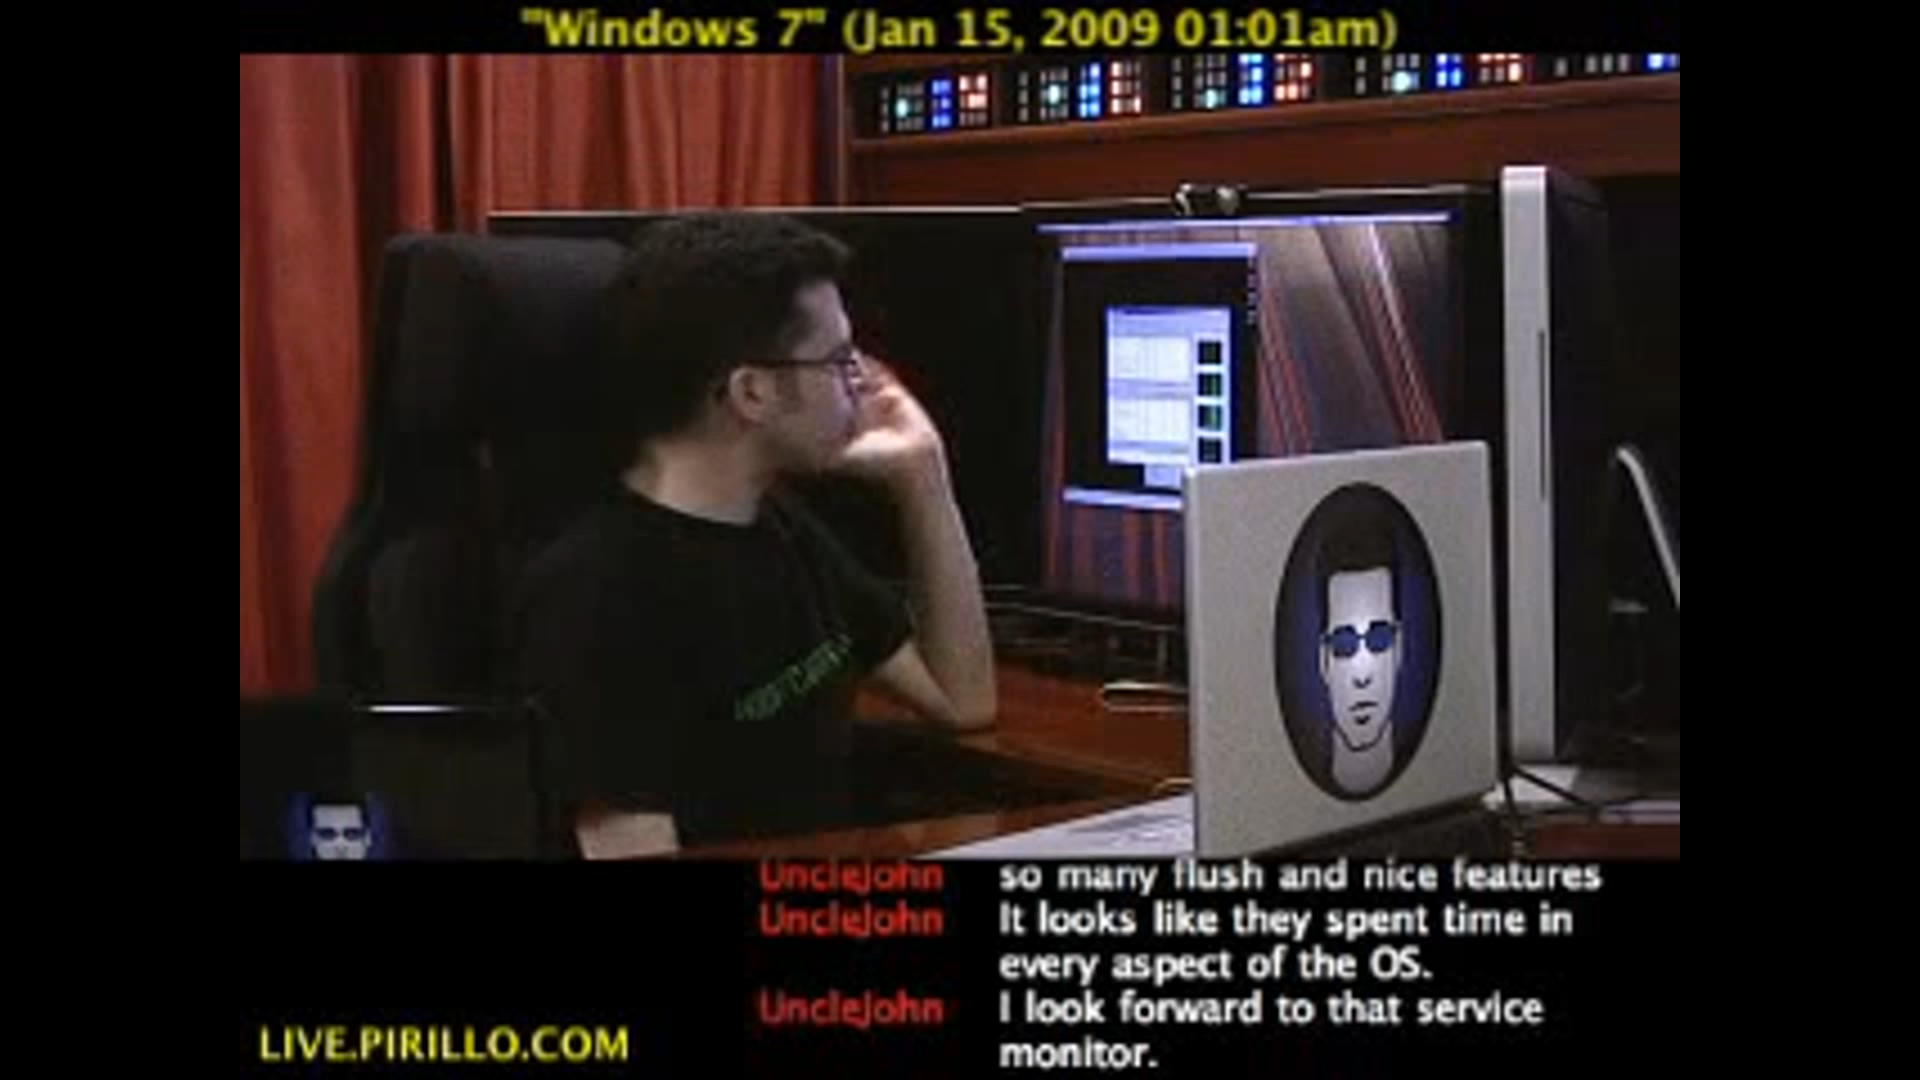 "Windows 7" (Jan 15, 2009 01:01am)
UncleJohn so many flush and nice features
UncleJohn It looks like they spent time in
every aspect of the OS.
UncleJohn I look forward to that service
monitor.
LIVE.PIRILLO.COM